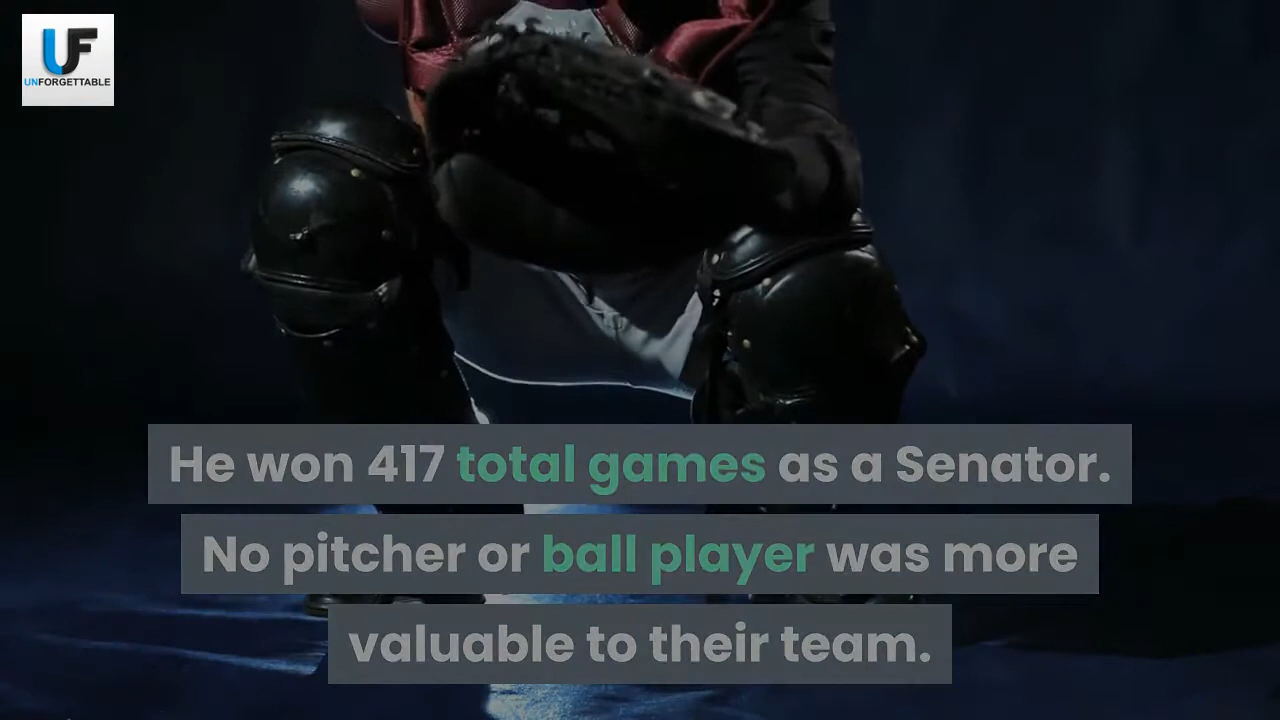 UF
UNFORGETTABLE
He won 417 total games as a Senator.
No pitcher or ball player was more
valuable to their team.